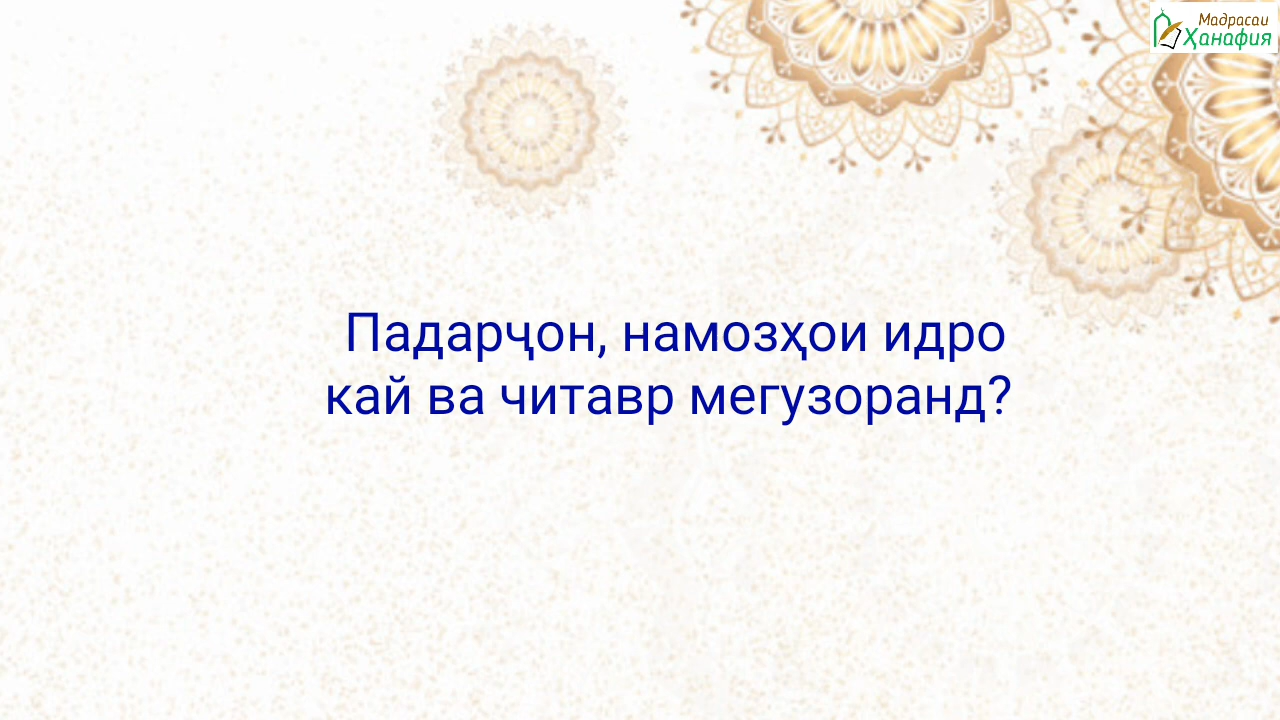 Мадрасаи
Ҳанафия
Падарҷон, намозҳои идро
кай ва читавр мегузоранд?